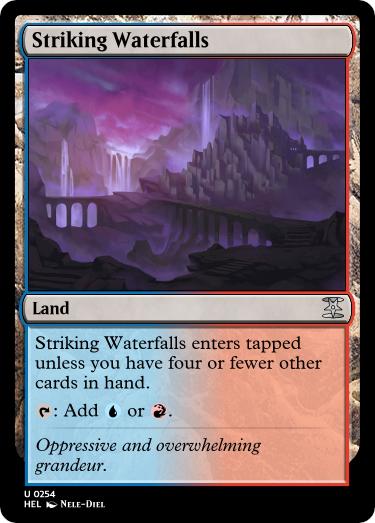 Striking Waterfalls
Land
Striking Waterfalls enters tapped
unless you have four or fewer other
cards in hand.
: Add or .
Oppressive and overwhelming
grandeur.
U 0254
HEL Nele-Diel